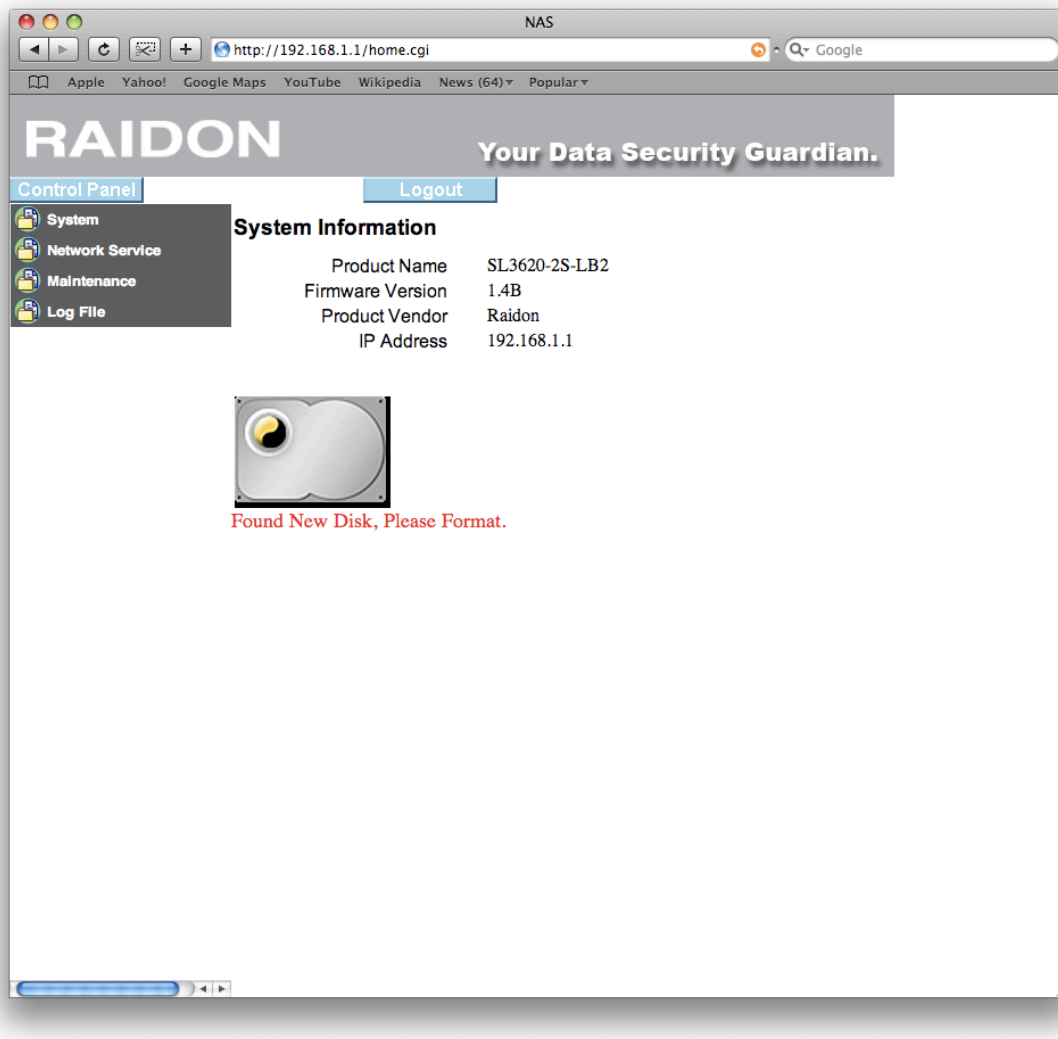 NAS
http://192.168.1.1/home.cgi
Google
Apple Yahoo! Google Maps YouTube Wikipedia News (64) Popular
RAIDON
Your Data Security Guardian.
Control Panel
Logout
System
Network Service
Maintenance
Log File
System Information
Product Name SL3620-2S-LB2
Firmware Version 1.4B
Product Vendor Raidon
IP Address 192.168.1.1
Found New Disk, Please Format.